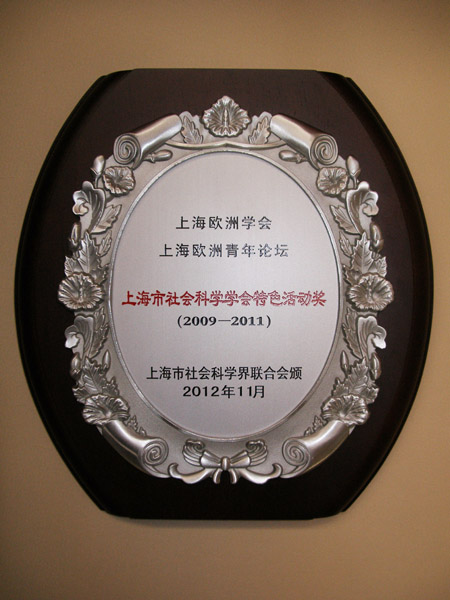 上海欧洲学会
上海欧洲青年论坛
上海市社会科学学会特色活动奖
(2009—2011)
上海市社会科学界联合会颁
2012年11月